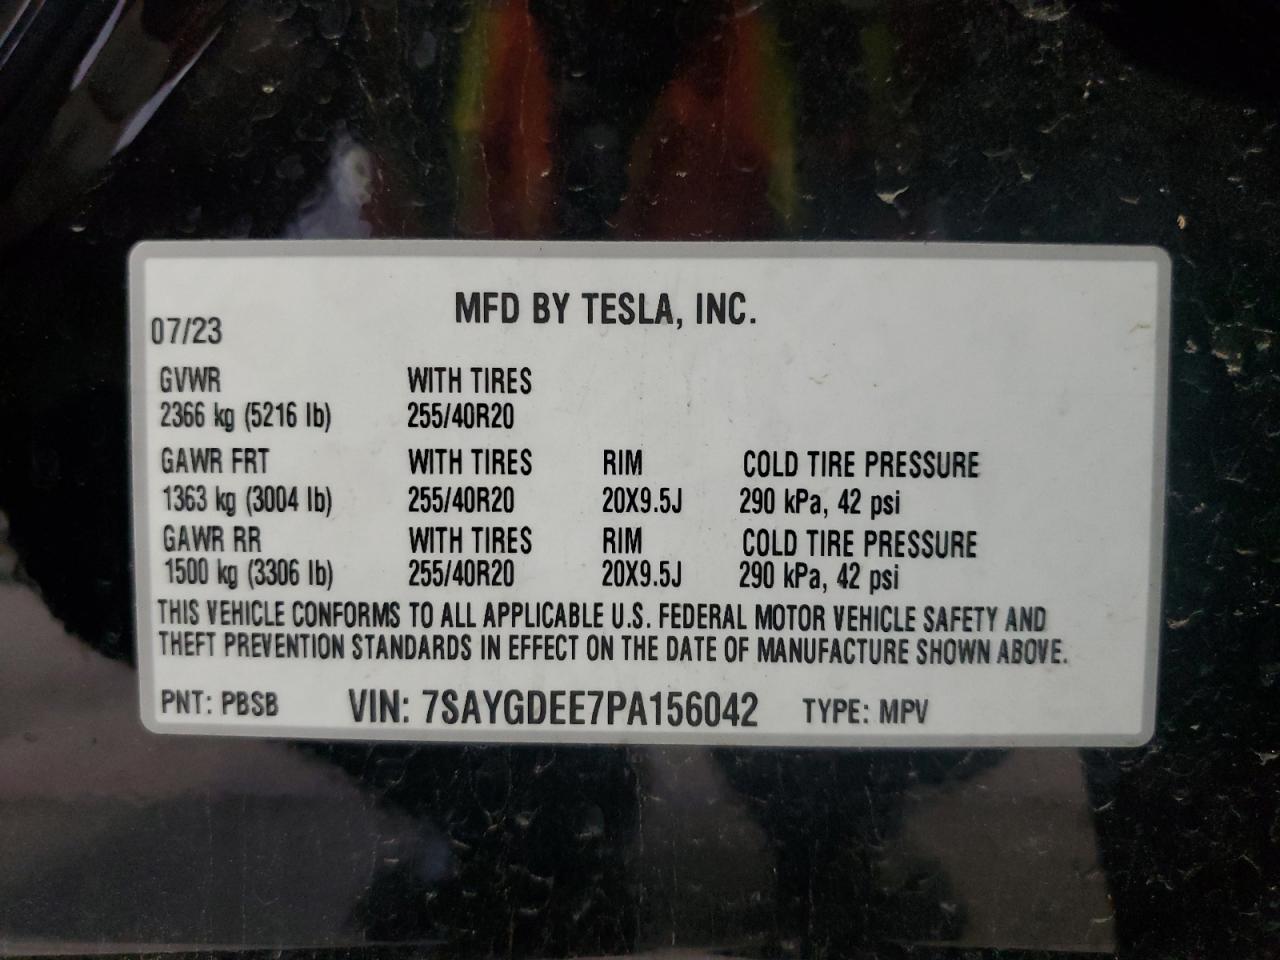 MFD BY TESLA, INC.
07/23
GVWR WITH TIRES
2366 kg (5216 lb) 255/40R20
GAWR FRT WITH TIRES RIM COLD TIRE PRESSURE
1363 kg (3004 lb) 255/40R20 20X9.5J 290 kPa, 42 psi
GAWR RR WITH TIRES RIM COLD TIRE PRESSURE
1500 kg (3306 lb) 255/40R20 20X9.5J 290 kPa, 42 psi
THIS VEHICLE CONFORMS TO ALL APPLICABLE U.S. FEDERAL MOTOR VEHICLE SAFETY AND
THEFT PREVENTION STANDARDS IN EFFECT ON THE DATE OF MANUFACTURE SHOWN ABOVE.
PNT: PBSB VIN: 7SAYGDEE7PA156042 TYPE: MPV